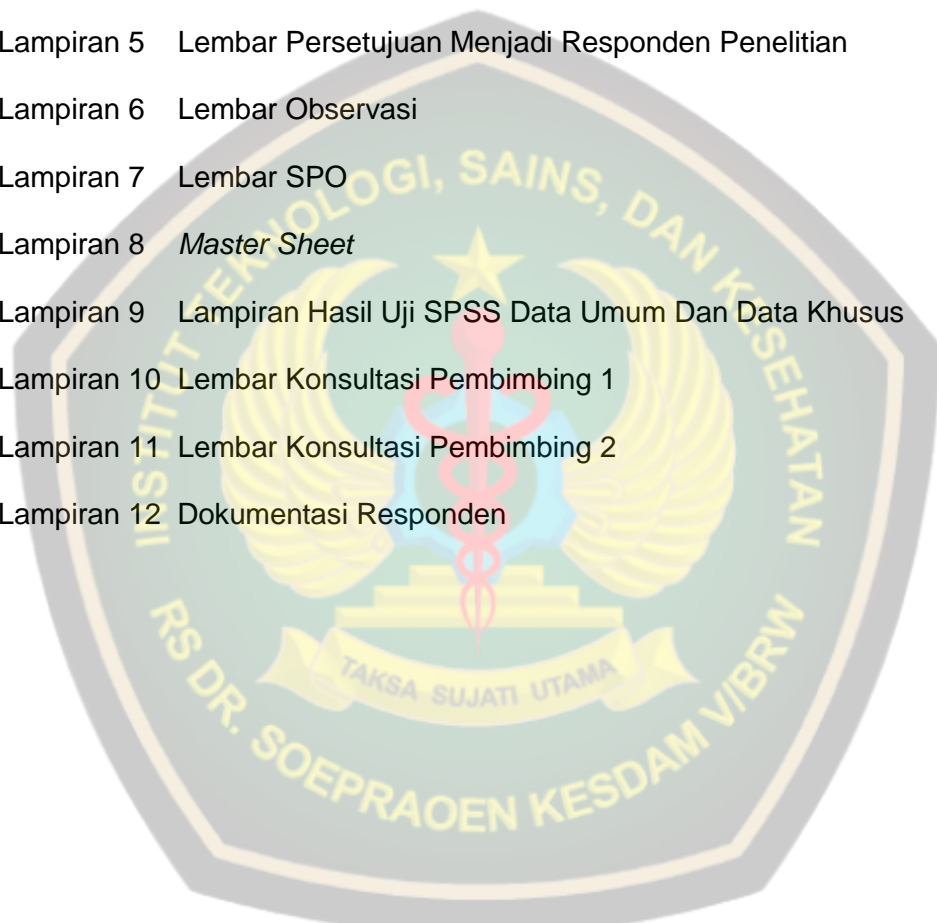 Lampiran 5 Lembar Persetujuan Menjadi Responden Penelitian
Lampiran 6 Lembar Observasi
Lampiran 7 Lembar SPO
Lampiran 8 Master Sheet
Lampiran 9 Lampiran Hasil Uji SPSS Data Umum Dan Data Khusus
Lampiran 10 Lembar Konsultasi Pembimbing 1
Lampiran 11 Lembar Konsultasi Pembimbing 2
Lampiran 12 Dokumentasi Responden
INSTITUT TEKNOLOGI, SAINS, DAN KESEHATAN
TAKSA SUJATI UTAMA
RS DR. SOEPRAOEN KESDAM V/BRW